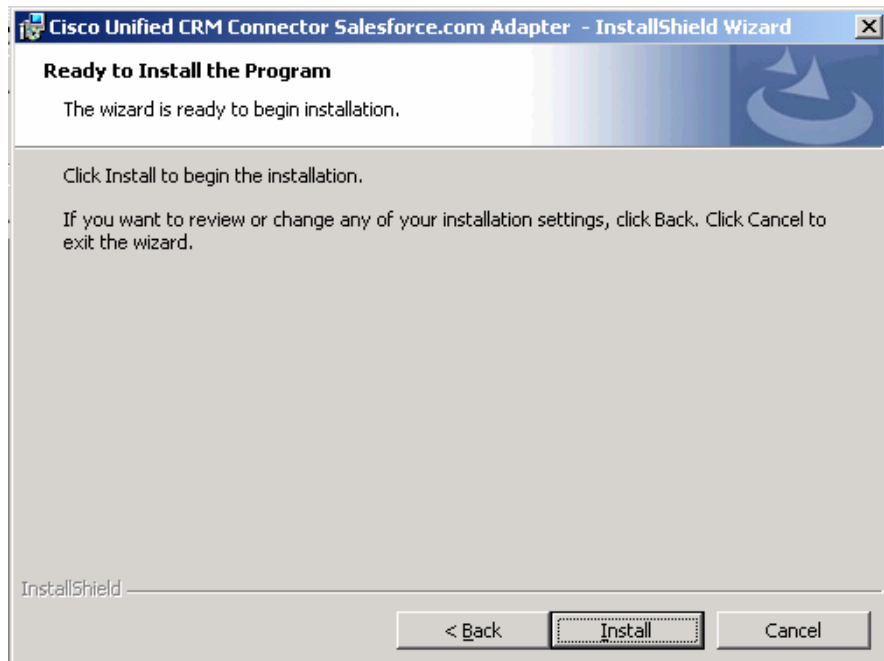 Cisco Unified CRM Connector Salesforce.com Adapter - InstallShield Wizard
Ready to Install the Program
The wizard is ready to begin installation.
Click Install to begin the installation.
If you want to review or change any of your installation settings, click Back. Click Cancel to
exit the wizard.
InstallShield
< Back
Install
Cancel